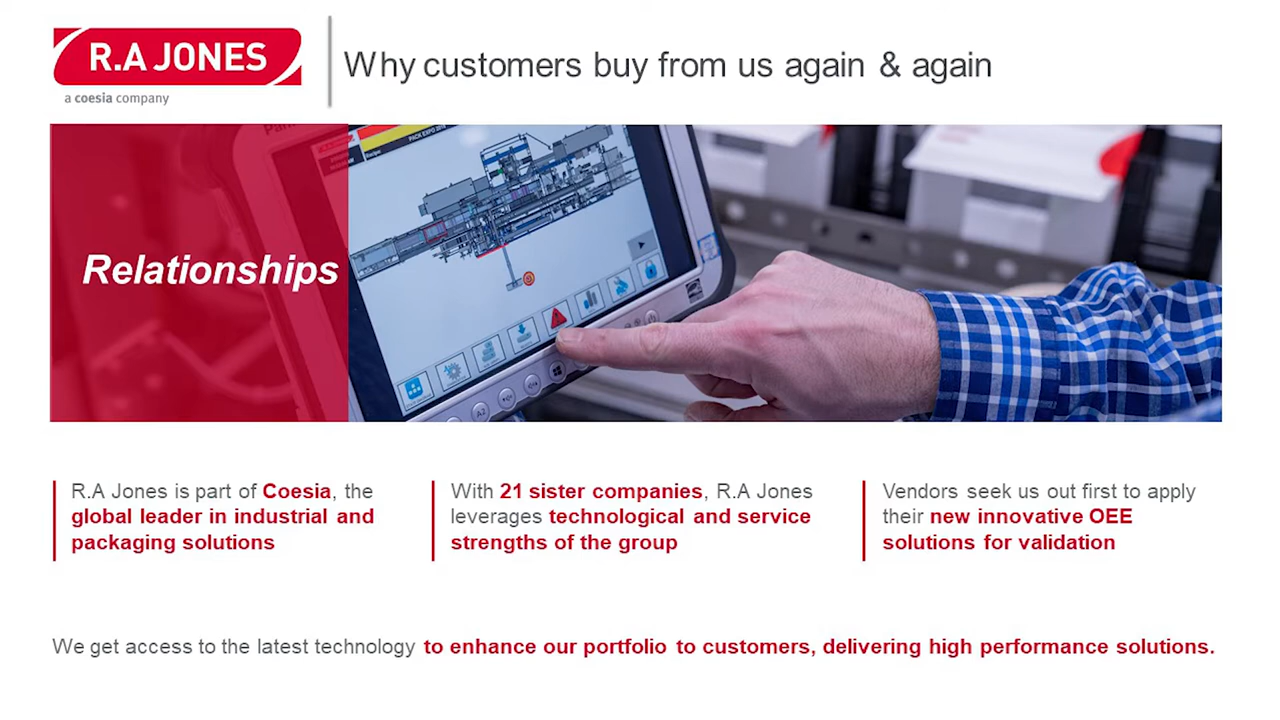 R.A JONES
a coesia company
Why customers buy from us again & again
PACK EXPO
Relationships
A2
R.A Jones is part of Coesia, the
global leader in industrial and
packaging solutions
With 21 sister companies, R.A Jones
leverages technological and service
strengths of the group
Vendors seek us out first to apply
their new innovative OEE
solutions for validation
We get access to the latest technology to enhance our portfolio to customers, delivering high performance solutions.